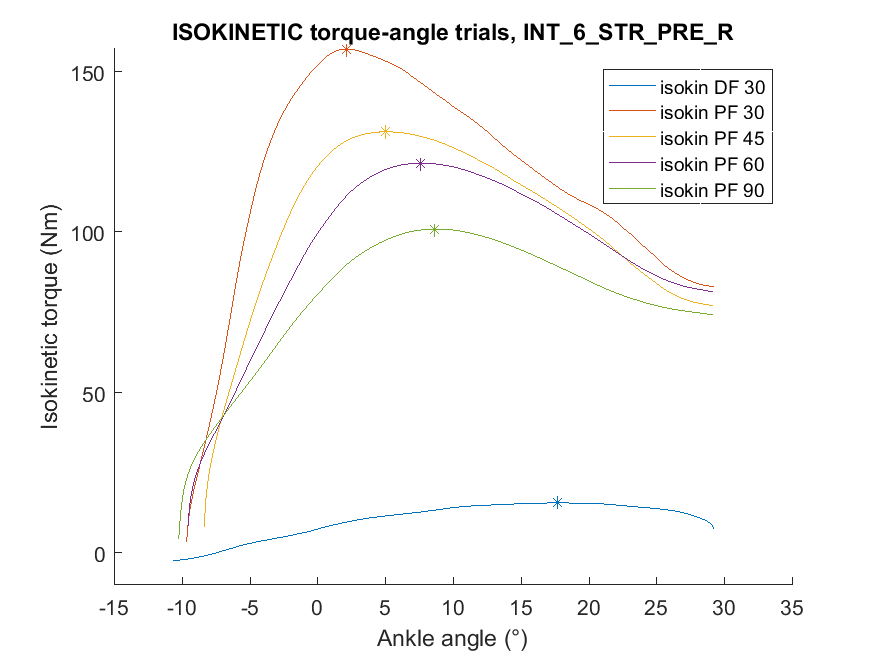 ISOKINETIC torque-angle trials, INT_6_STR_PRE_R
isokin DF 30
isokin PF 30
isokin PF 45
isokin PF 60
isokin PF 90
Isokinetic torque (Nm)
150
100
50
0
-15 -10 -5 0 5 10 15 20 25 30 35
Ankle angle (°)